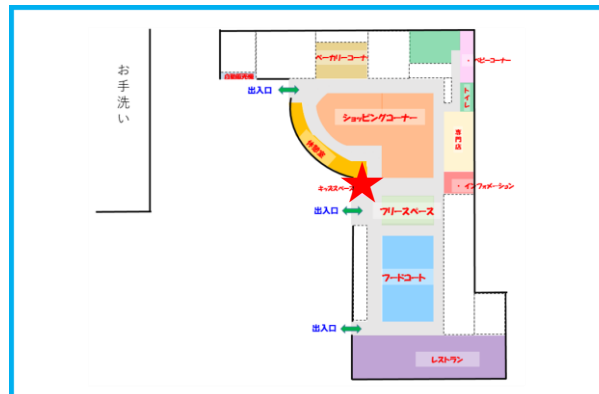 お手洗い
ベーカリーコーナ
ベビーコーナー
出入口
トイレ
ショッピングコーナー
専門店
休憩室
キッズスペース
インフォメーション
出入口
フリースペース
フードコート
出入口
レストラン